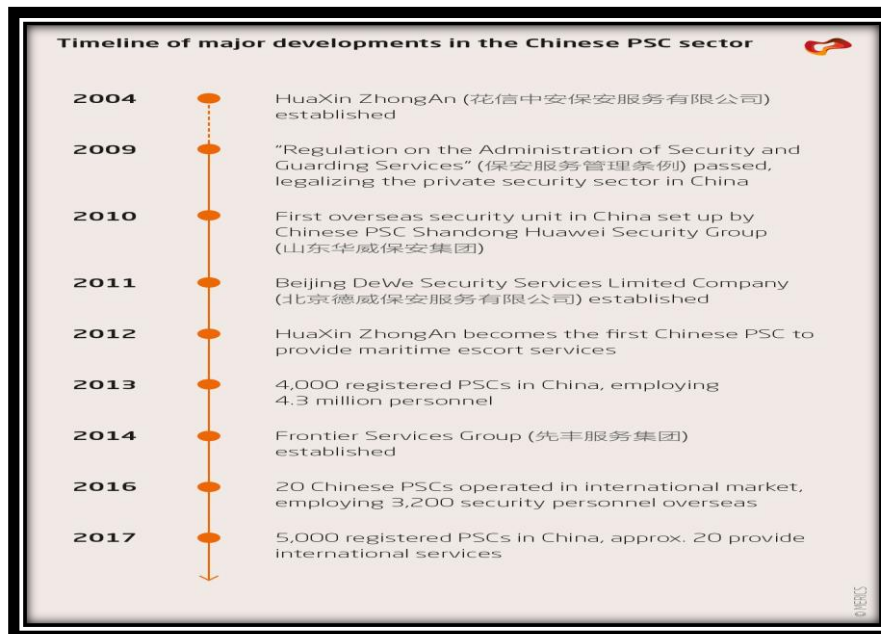 Timeline of major developments in the Chinese PSC sector
2004
HuaXin ZhongAn (花信中安保安服务有限公司)
established
2009
"Regulation on the Administration of Security and
Guarding Services" (保安服务管理条例) passed,
legalizing the private security sector in China
2010
First overseas security unit in China set up by
Chinese PSC Shandong Huawei Security Group
(山东华威保安集团)
2011
Beijing DeWe Security Services Limited Company
(北京德威保安服务有限公司) established
2012
HuaXin ZhongAn becomes the first Chinese PSC to
provide maritime escort services
2013
4,000 registered PSCs in China, employing
4.3 million personnel
2014
Frontier Services Group (先丰服务集团)
established
2016
20 Chinese PSCs operated in international market,
employing 3,200 security personnel overseas
2017
5,000 registered PSCs in China, approx. 20 provide
international services
© MERICS